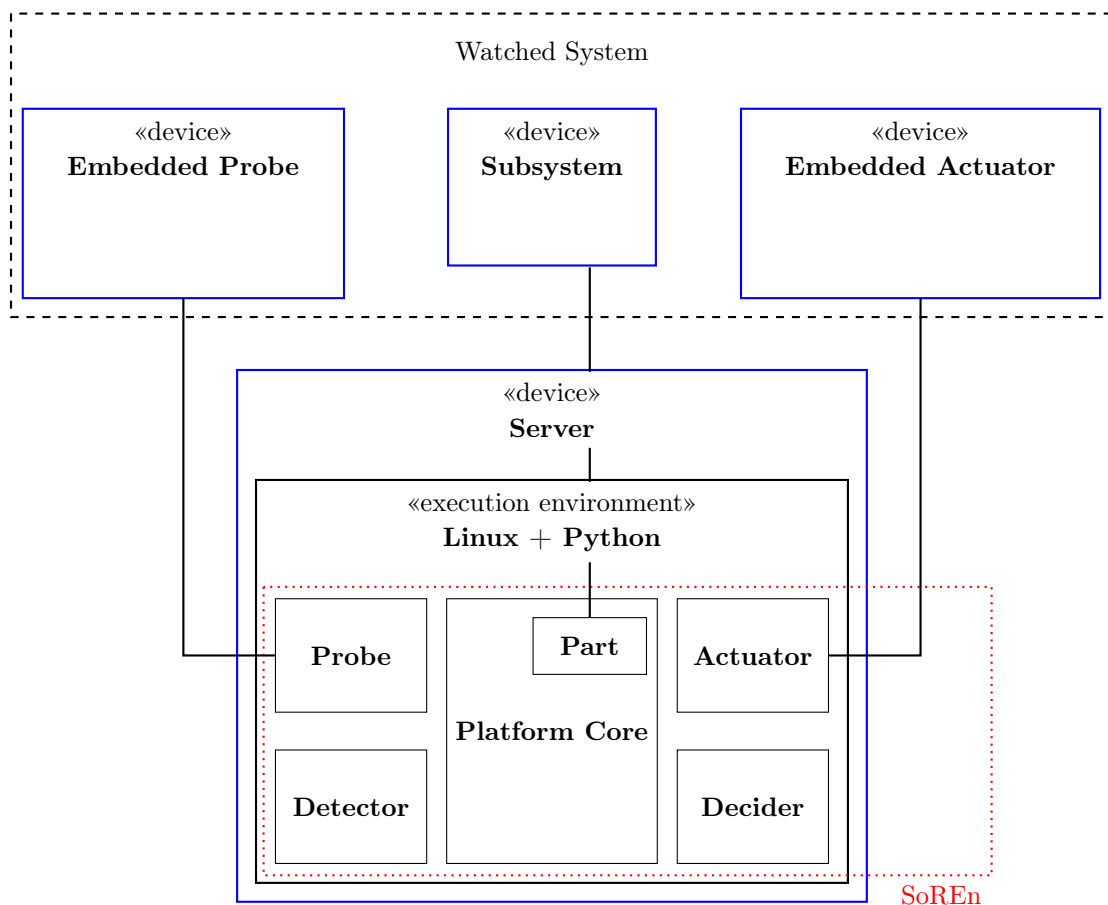 Watched System
«device»
Embedded Probe
«device»
Subsystem
«device»
Embedded Actuator
«device»
Server
«execution environment»
Linux + Python
Probe
Part
Actuator
Platform Core
Detector
Decider
SoREn